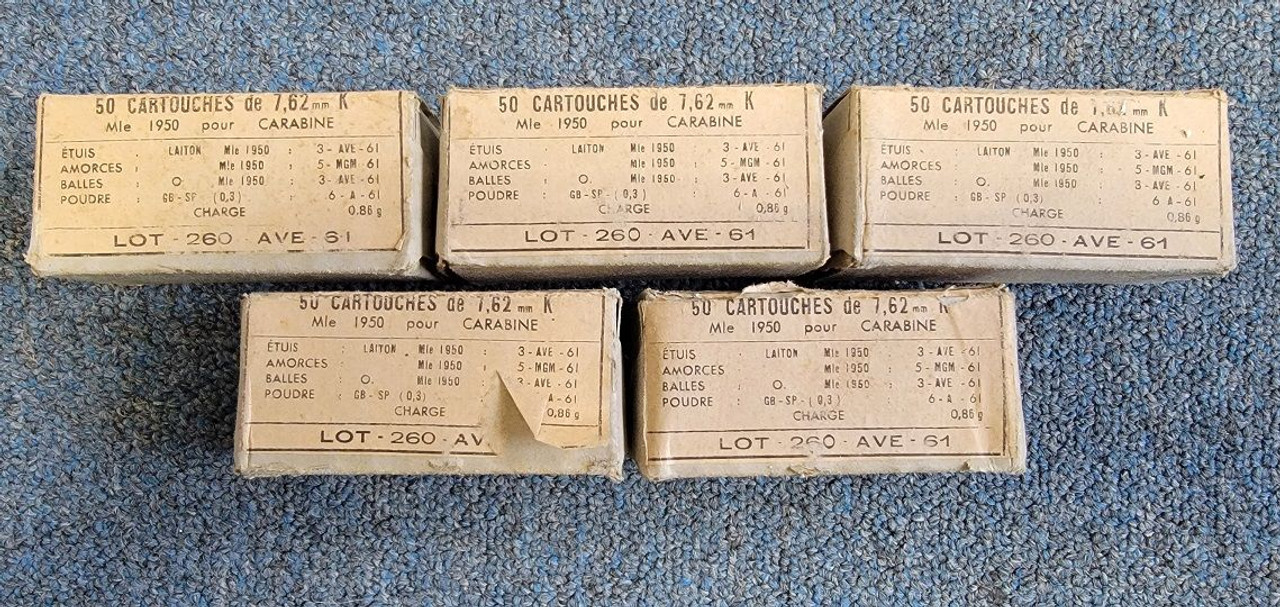 50 CARTOUCHES de 7,62 mm K
Mle 1950 pour CARABINE
ÉTUIS : LAITON Mle 1950 : 3-AVE-61
AMORCES : Mle 1950 : 5-MGM-61
BALLES : O. Mle 1950 : 3-AVE-61
POUDRE : GB-SP-(0,3) : 6-A-61
CHARGE 0,86 g
LOT-260-AVE-61
50 CARTOUCHES de 7,62 mm K
Mle 1950 pour CARABINE
ÉTUIS : LAITON Mle 1950 : 3-AVE-61
AMORCES : Mle 1950 : 5-MGM-61
BALLES : O. Mle 1950 : 3-AVE-61
POUDRE : GB-SP-(0,3) : 6-A-61
CHARGE 0,86 g
LOT-260-AVE-61
50 CARTOUCHES de 7,62 mm K
Mle 1950 pour CARABINE
ÉTUIS : LAITON Mle 1950 : 3-AVE-61
AMORCES : Mle 1950 : 5-MGM-61
BALLES : O. Mle 1950 : 3-AVE-61
POUDRE : GB-SP-(0,3) : 6 A-61
CHARGE 0,86 g
LOT-260-AVE-61
50 CARTOUCHES de 7,62 mm K
Mle 1950 pour CARABINE
ÉTUIS : LAITON Mle 1950 : 3-AVE-61
AMORCES : Mle 1950 : 5-MGM-61
BALLES : O. Mle 1950 : 3-AVE-61
POUDRE : GB-SP-(0,3) A-61
CHARGE 0,86 g
LOT-260-AV
50 CARTOUCHES de 7,62 mm K
Mle 1950 pour CARABINE
ÉTUIS : LAITON Mle 1950 : 3-AVE-61
AMORCES Mle 1950 : 5-MGM-61
BALLES : O. Mle 1950 : 3-AVE-61
POUDRE : GB-SP-(0,3) : 6-A-61
CHARGE 0,86 g
LOT-260-AVE-61